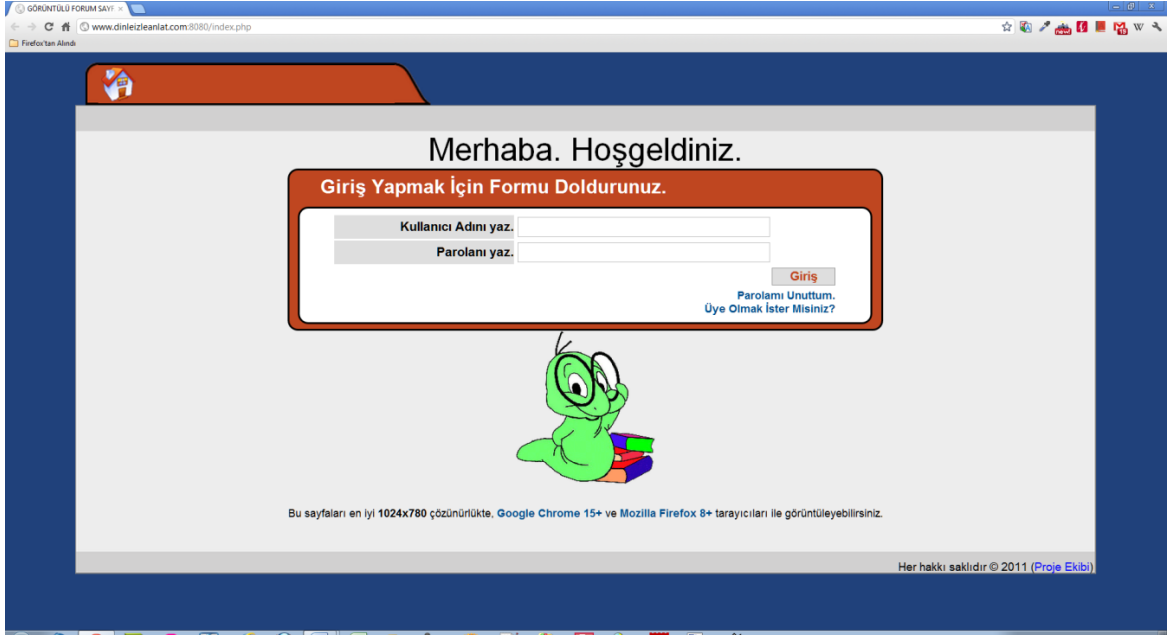 GÖRÜNTÜLÜ FORUM SAYF
www.dinleizleanlat.com:8080/index.php
Firefox'tan Alındı
Merhaba. Hoşgeldiniz.
Giriş Yapmak İçin Formu Doldurunuz.
Kullanıcı Adını yaz.
Parolanı yaz.
Giriş
Parolamı Unuttum.
Üye Olmak İster Misiniz?
Bu sayfaları en iyi 1024x780 çözünürlükte, Google Chrome 15+ ve Mozilla Firefox 8+ tarayıcıları ile görüntüleyebilirsiniz.
Her hakkı saklıdır © 2011 (Proje Ekibi)